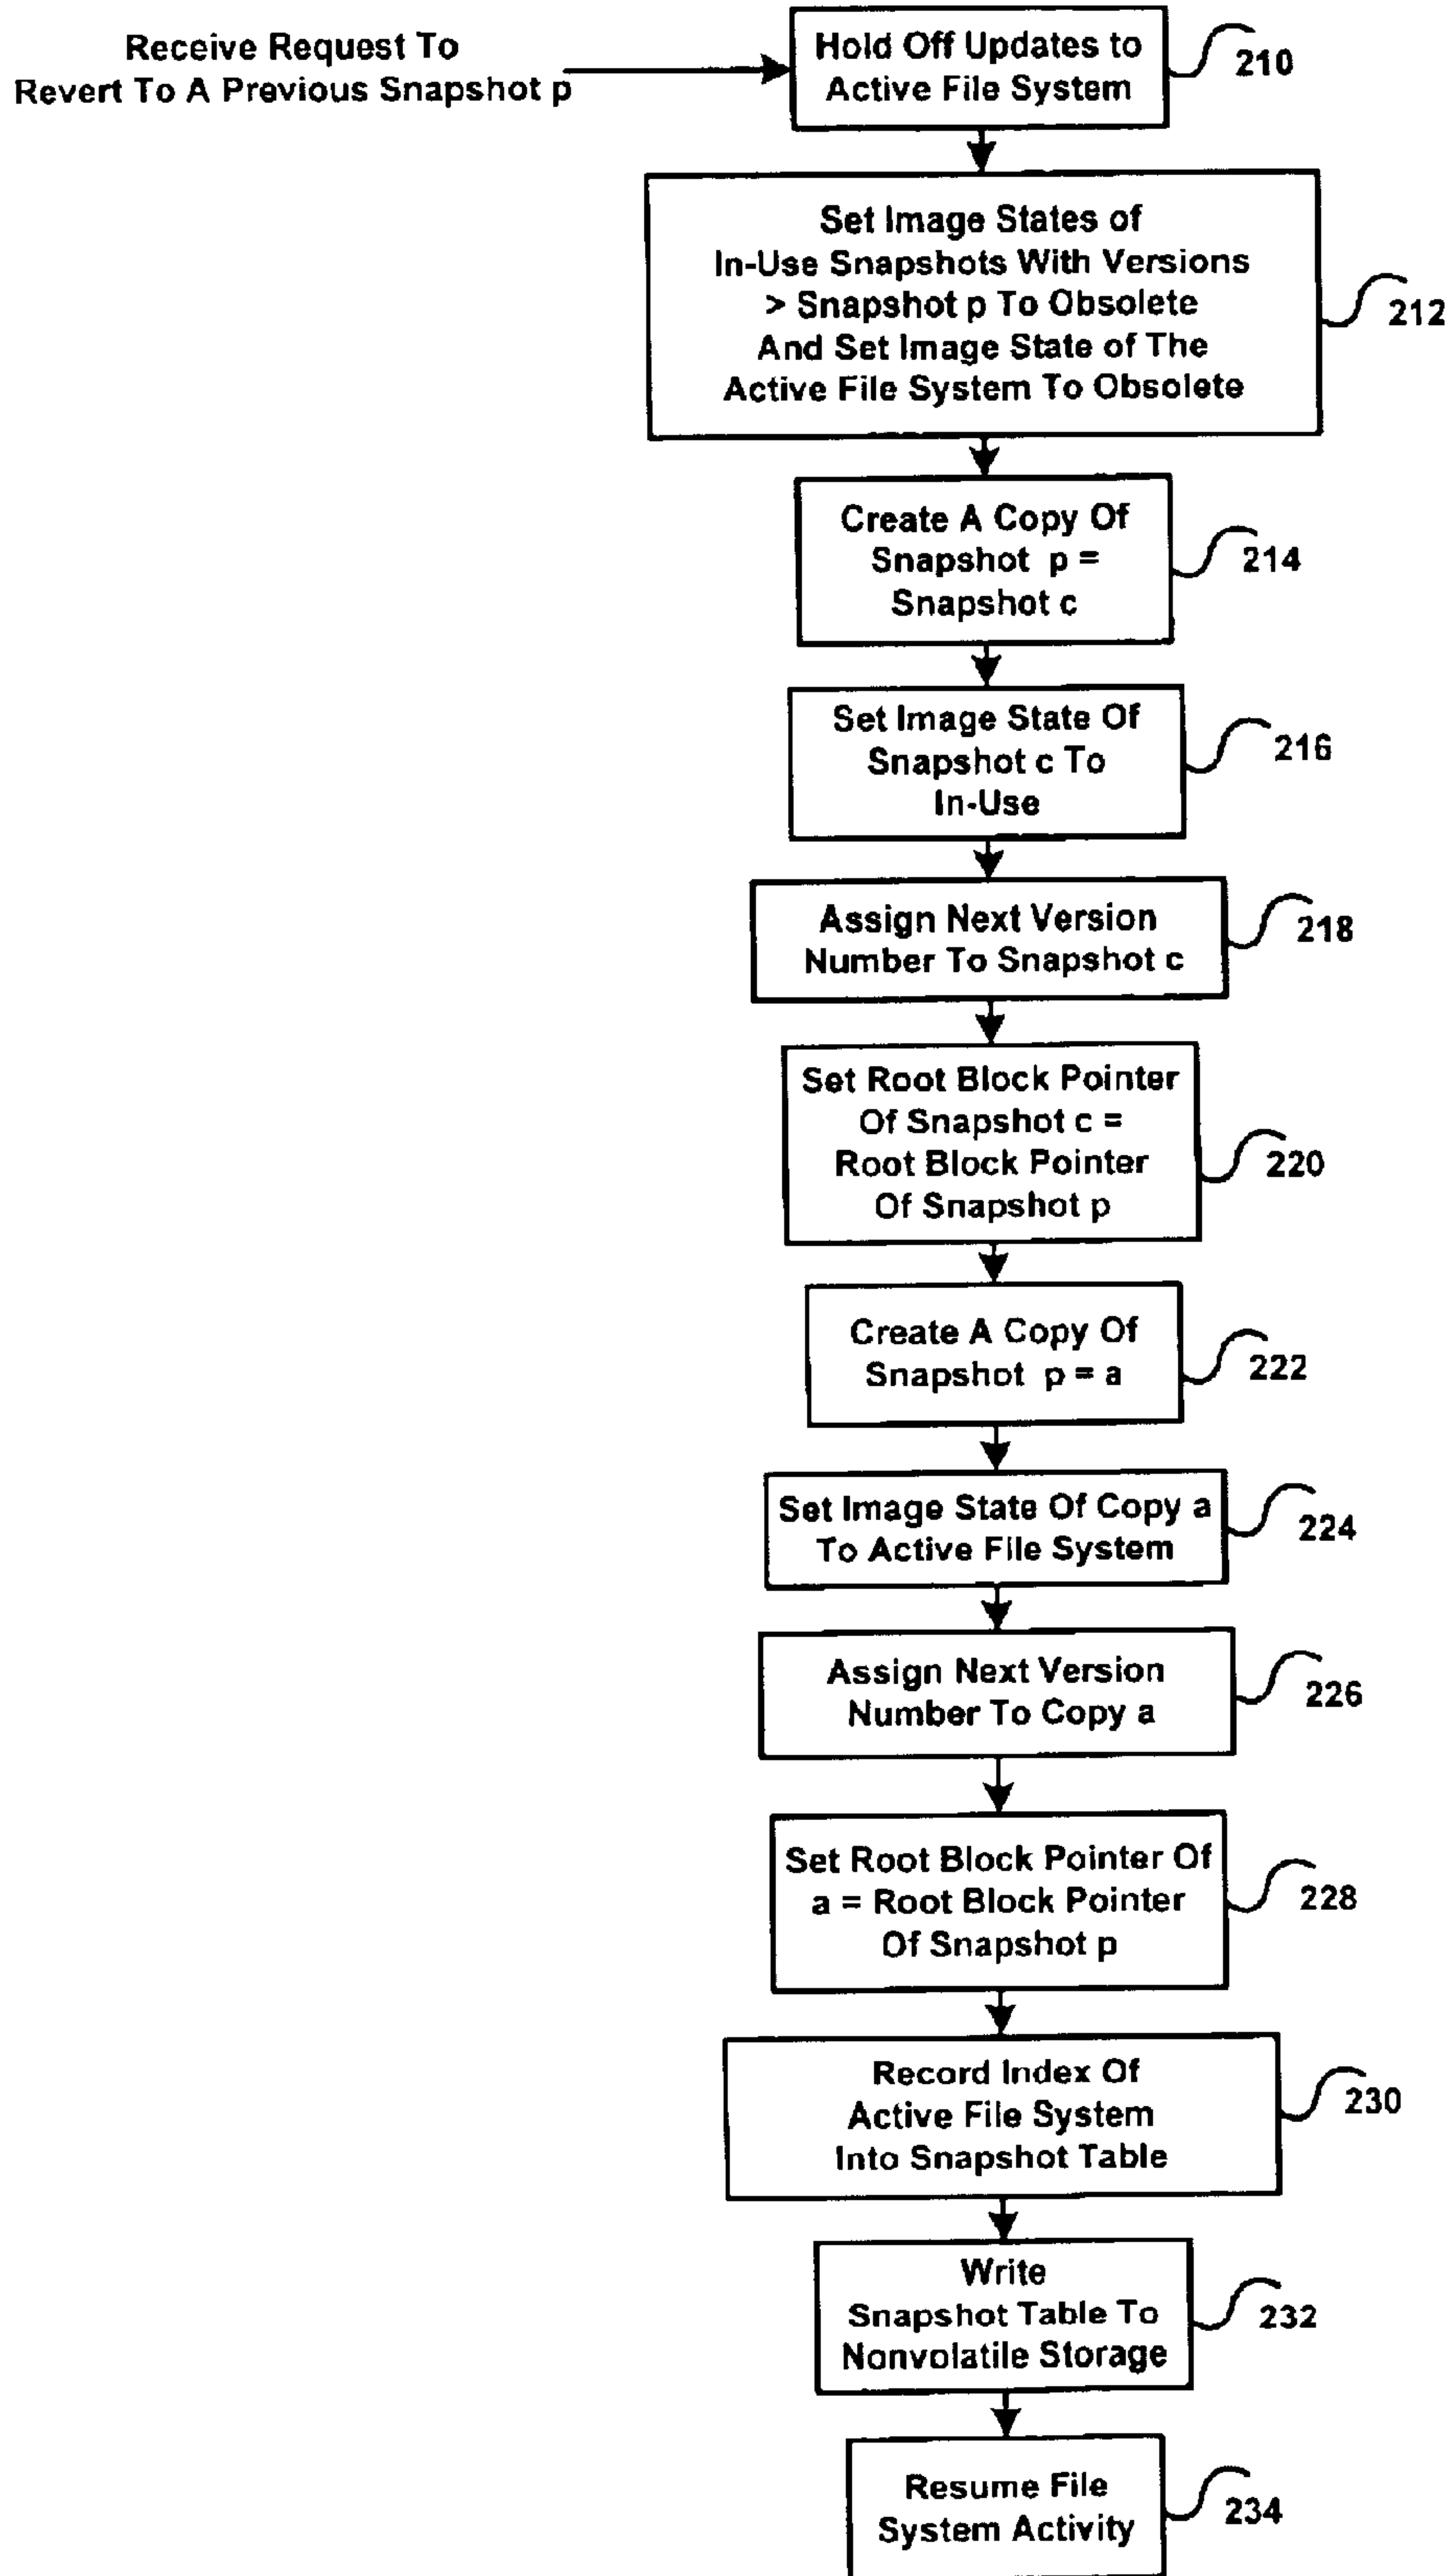 Receive Request To
Revert To A Previous Snapshot p
Hold Off Updates to
Active File System
210
Set Image States of
In-Use Snapshots With Versions
> Snapshot p To Obsolete
And Set Image State of The
Active File System To Obsolete
212
Create A Copy Of
Snapshot p =
Snapshot c
214
Set Image State Of
Snapshot c To
In-Use
216
Assign Next Version
Number To Snapshot c
218
Set Root Block Pointer
Of Snapshot c =
Root Block Pointer
Of Snapshot p
220
Create A Copy Of
Snapshot p = a
222
Set Image State Of Copy a
To Active File System
224
Assign Next Version
Number To Copy a
226
Set Root Block Pointer Of
a = Root Block Pointer
Of Snapshot p
228
Record Index Of
Active File System
Into Snapshot Table
230
Write
Snapshot Table To
Nonvolatile Storage
232
Resume File
System Activity
234